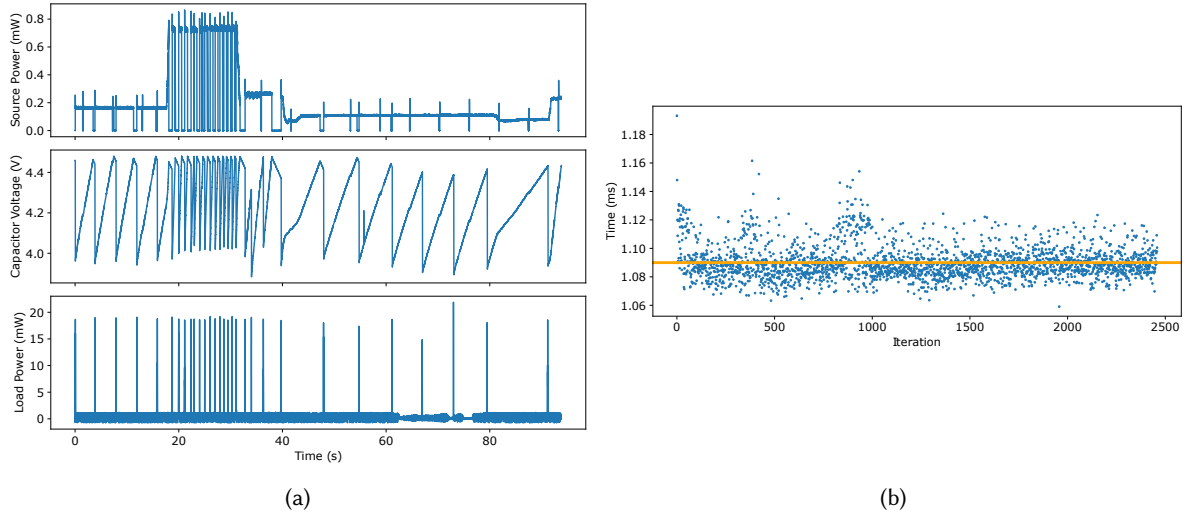 Source Power (mW)
0.8
0.6
0.4
0.2
0.0
Capacitor Voltage (V)
4.4
4.2
4.0
Load Power (mW)
20
15
10
5
0
0 20 40 60 80
Time (s)
(a)
Time (ms)
1.18
1.16
1.14
1.12
1.10
1.08
1.06
0 500 1000 1500 2000 2500
Iteration
(b)